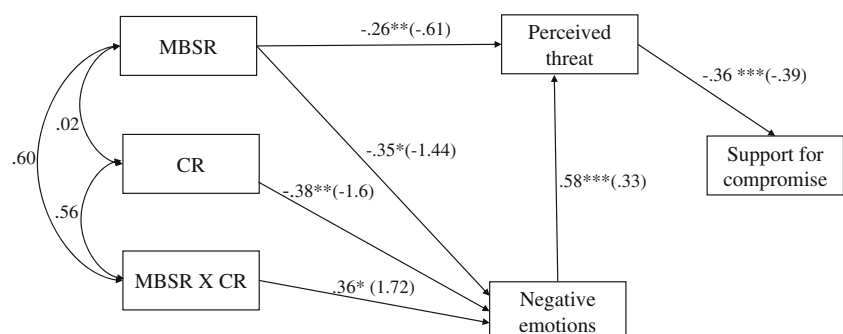 MBSR
-.26**(-.61)
Perceived
threat
-.36 ***(-.39)
.02
.60
CR
-.35*(-1.44)
Support for
compromise
-.38**(-1.6)
.58***(.33)
.56
MBSR X CR
.36* (1.72)
Negative
emotions